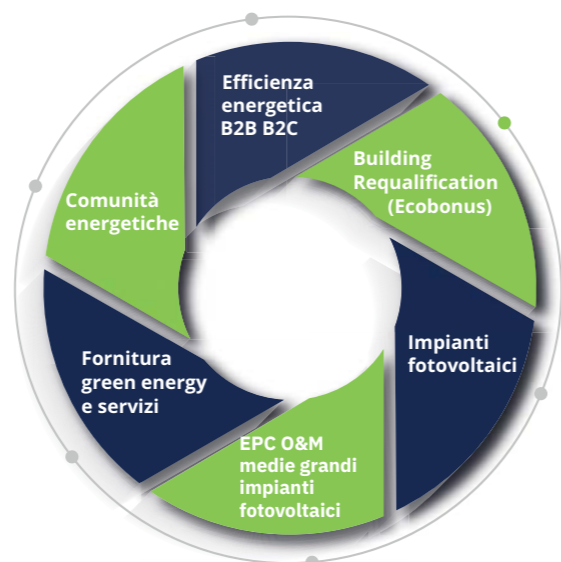 Efficienza
energetica
B2B B2C
Building
Requalification
(Ecobonus)
Impianti
fotovoltaici
EPC O&M
medie grandi
impianti
fotovoltaici
Fornitura
green energy
e servizi
Comunità
energetiche